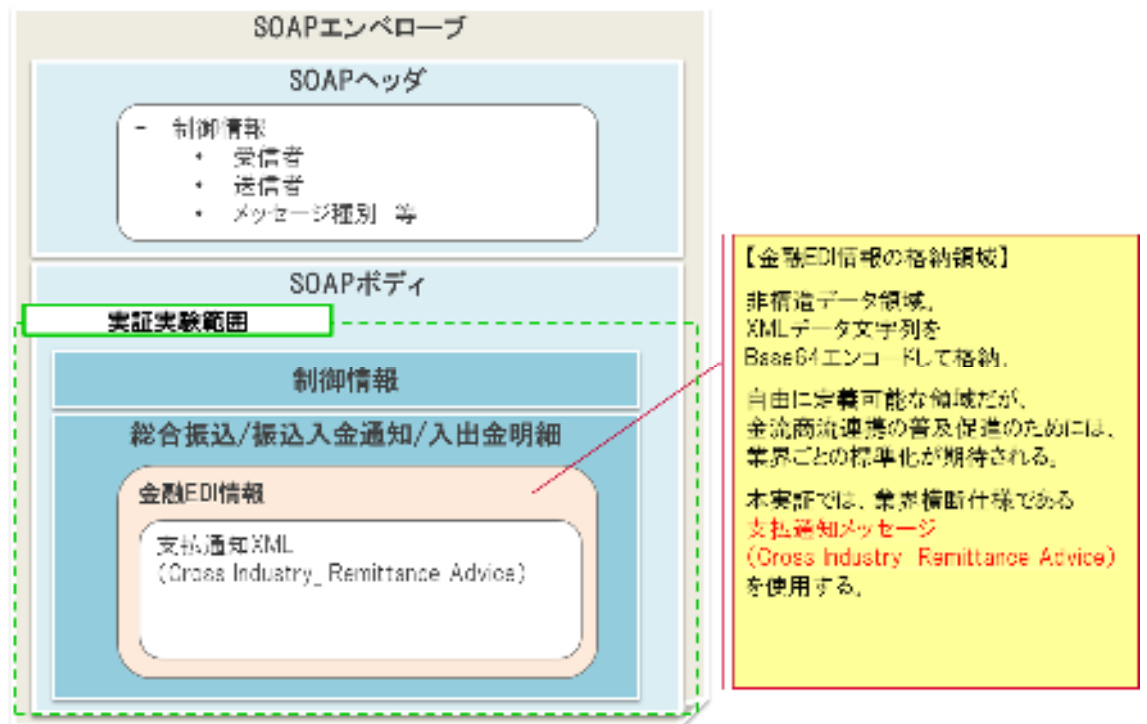 SOAPエンベローブ
SOAPヘッダ
- 制御情報
・ 受信者
・ 送信者
・ メッセージ種別 等
SOAPボディ
実証実験範囲
制御情報
総合振込/振込入金通知/入出金明細
金融EDI情報
支払通知XML
(Cross Industry_ Remittance Advice)
【金融EDI情報の格納領域】
非構造データ領域。
XMLデータ文字列を
Base64エンコードして格納。
自由に定義可能な領域だが、
金流商流連携の普及促進のためには、
業界ごとの標準化が期待される。
本実証では、業界横断仕様である
支払通知メッセージ
(Cross Industry Remittance Advice)
を使用する。